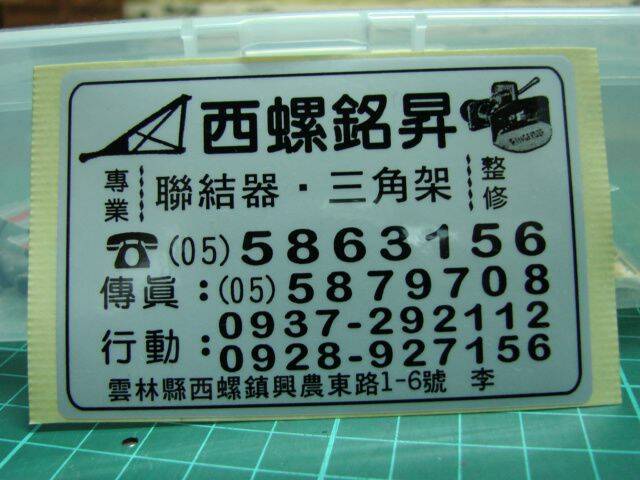 西螺銘昇
專業 聯結器・三角架 整修
☎(05)5863156
傳眞:(05)5879708
行動:0937-292112
0928-927156
雲林縣西螺鎮興農東路1-6號 李